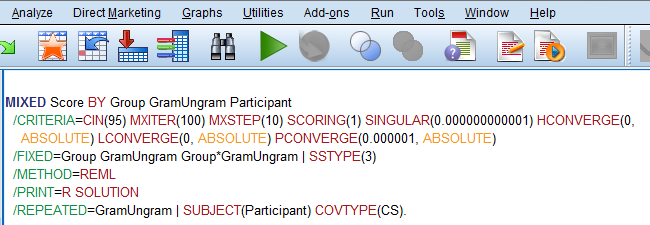 Analyze Direct Marketing Graphs Utilities Add-ons Run Tools Window Help
MIXED Score BY Group GramUngram Participant
/CRITERIA=CIN(95) MXITER(100) MXSTEP(10) SCORING(1) SINGULAR(0.000000000001) HCONVERGE(0,
ABSOLUTE) LCONVERGE(0, ABSOLUTE) PCONVERGE(0.000001, ABSOLUTE)
/FIXED=Group GramUngram Group*GramUngram | SSTYPE(3)
/METHOD=REML
/PRINT=R SOLUTION
/REPEATED=GramUngram | SUBJECT(Participant) COVTYPE(CS).